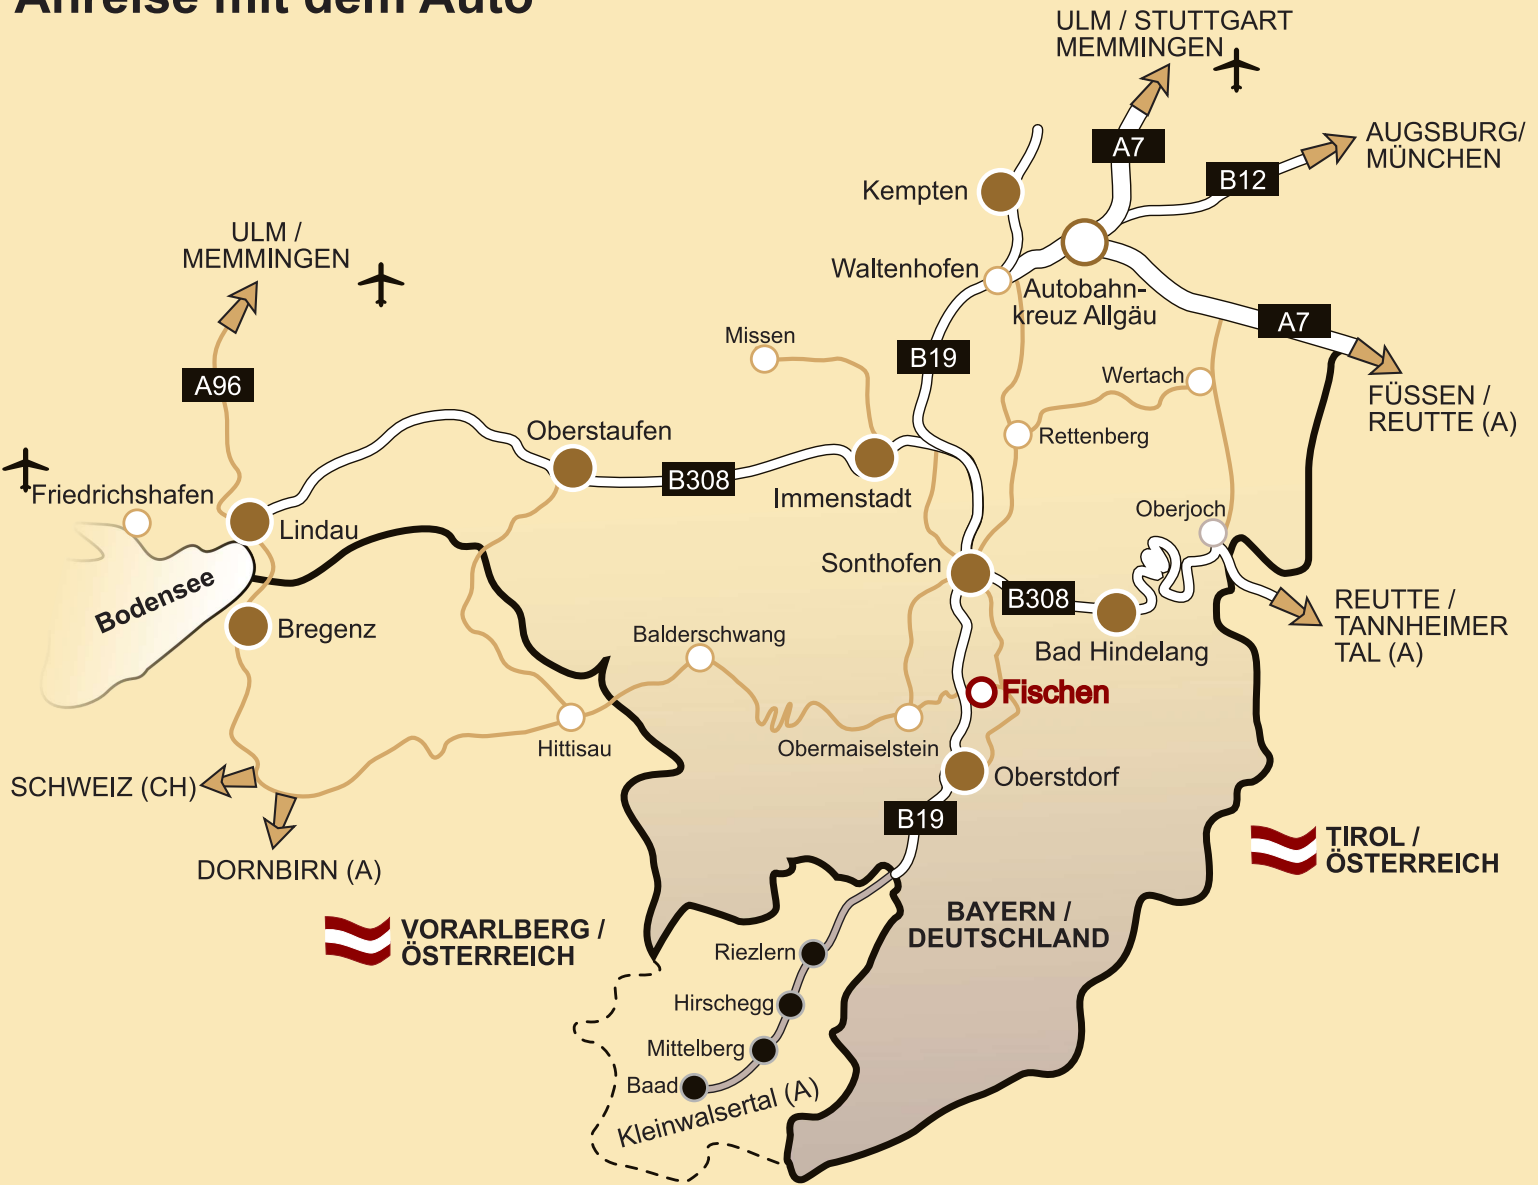 Anreise mit dem Auto
ULM / STUTTGART
MEMMINGEN
A7
AUGSBURG/
MÜNCHEN
B12
Kempten
ULM /
MEMMINGEN
Waltenhofen
Autobahn-
kreuz Allgäu
A7
Missen
B19
A96
Wertach
FÜSSEN /
REUTTE (A)
Oberstaufen
Rettenberg
B308
Immenstadt
Friedrichshafen
Lindau
Oberjoch
Sonthofen
Bodensee
B308
REUTTE /
TANNHEIMER
TAL (A)
Bregenz
Balderschwang
Bad Hindelang
Fischen
Hittisau
Obermaiselstein
SCHWEIZ (CH)
Oberstdorf
B19
DORNBIRN (A)
TIROL /
ÖSTERREICH
VORARLBERG /
ÖSTERREICH
BAYERN /
DEUTSCHLAND
Riezlern
Hirschegg
Mittelberg
Baad
Kleinwalsertal (A)